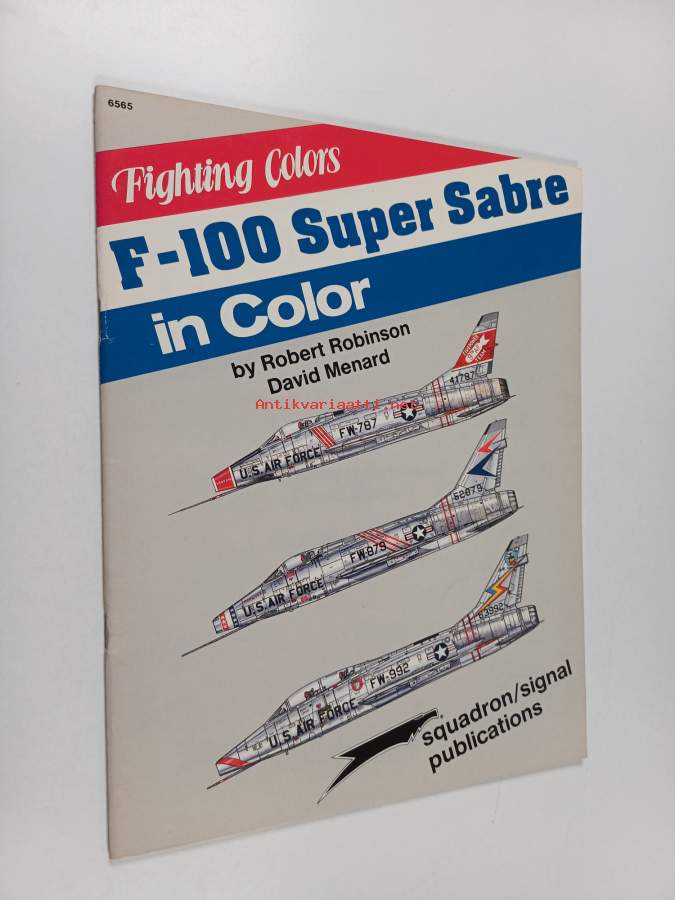 6565
Fighting Colors
F-100 Super Sabre
in Color
by Robert Robinson
David Menard
Antikvariaatti.net
41787
FW-787
U.S. AIR FORCE
62879
FW-879
U.S. AIR FORCE
63992
FW-992
U.S. AIR FORCE
squadron/signal
publications